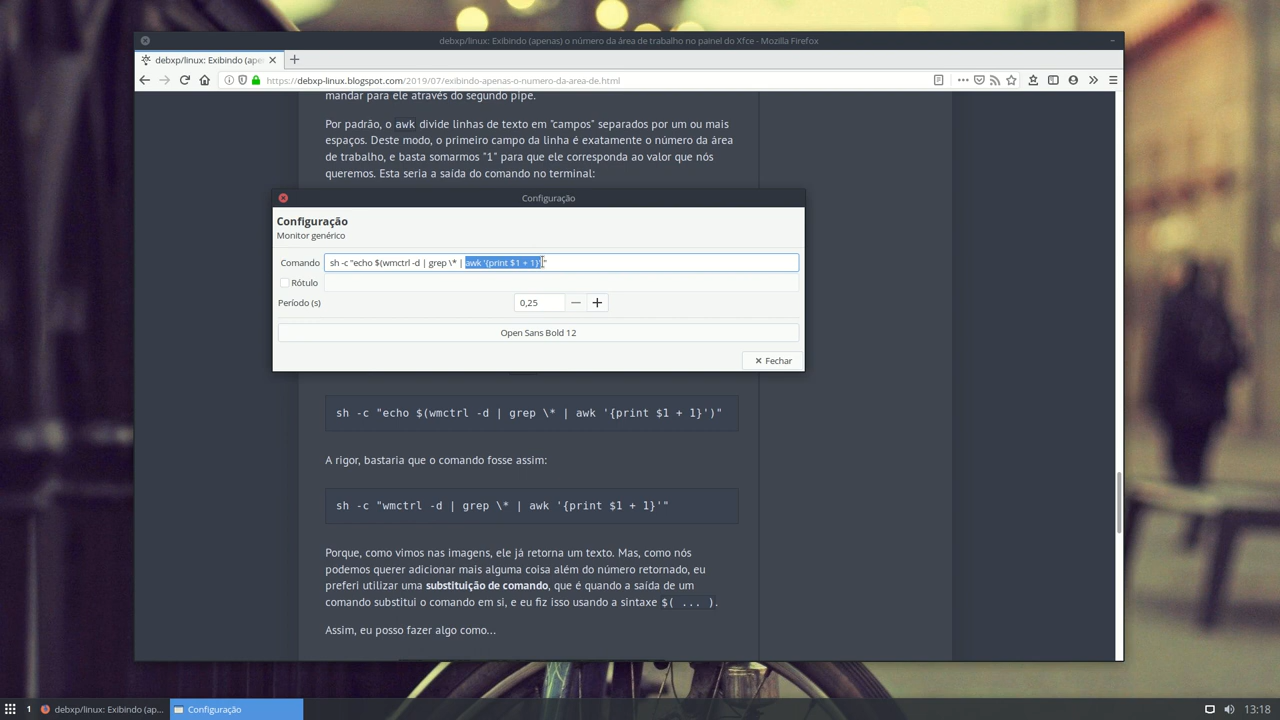 debxp/linux: Exibindo (apenas) o número da área de trabalho no painel do Xfce - Mozilla Firefox
debxp/linux: Exibindo (ape
https://debxp-linux.blogspot.com/2019/07/exibindo-apenas-o-numero-da-area-de.html
mandar para ele através do segundo pipe.
Por padrão, o awk divide linhas de texto em "campos" separados por um ou mais
espaços. Deste modo, o primeiro campo da linha é exatamente o número da área
de trabalho, e basta somarmos "1" para que ele corresponda ao valor que nós
queremos. Esta seria a saída do comando no terminal:
Configuração
Configuração
Monitor genérico
Comando sh -c "echo $(wmctrl -d | grep \* | awk '{print $1 + 1}')"
Rótulo
Período (s) 0,25
Open Sans Bold 12
Fechar
sh -c "echo $(wmctrl -d | grep \* | awk '{print $1 + 1}')"
A rigor, bastaria que o comando fosse assim:
sh -c "wmctrl -d | grep \* | awk '{print $1 + 1}'"
Porque, como vimos nas imagens, ele já retorna um texto. Mas, como nós
podemos querer adicionar mais alguma coisa além do número retornado, eu
preferi utilizar uma substituição de comando, que é quando a saída de um
comando substitui o comando em si, e eu fiz isso usando a sintaxe $( ... ).
Assim, eu posso fazer algo como...
1 debxp/linux: Exibindo (ap... Configuração 13:18